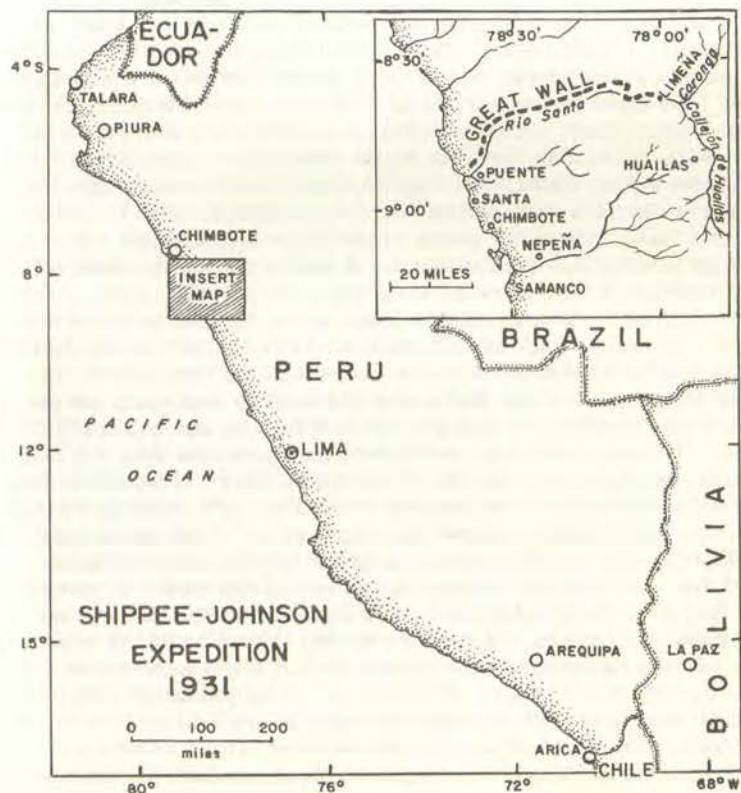 ECUA-
DOR
4°S
TALARA
PIURA
CHIMBOTE
8°
INSERT
MAP
78°30'
78°00'
8°30'
GREAT WALL
Rio Santa
LIMEÑA
Coronga
Callejón de Huailas
HUAILAS
PUENTE
SANTA
9°00'
CHIMBOTE
NEPEÑA
20 MILES
SAMANCO
BRAZIL
PERU
PACIFIC
OCEAN
12°
LIMA
BOLIVIA
SHIPPEE-JOHNSON
EXPEDITION
1931
15°
AREQUIPA
LA PAZ
0 100 200
miles
ARICA
CHILE
80°
76°
72°
68°W